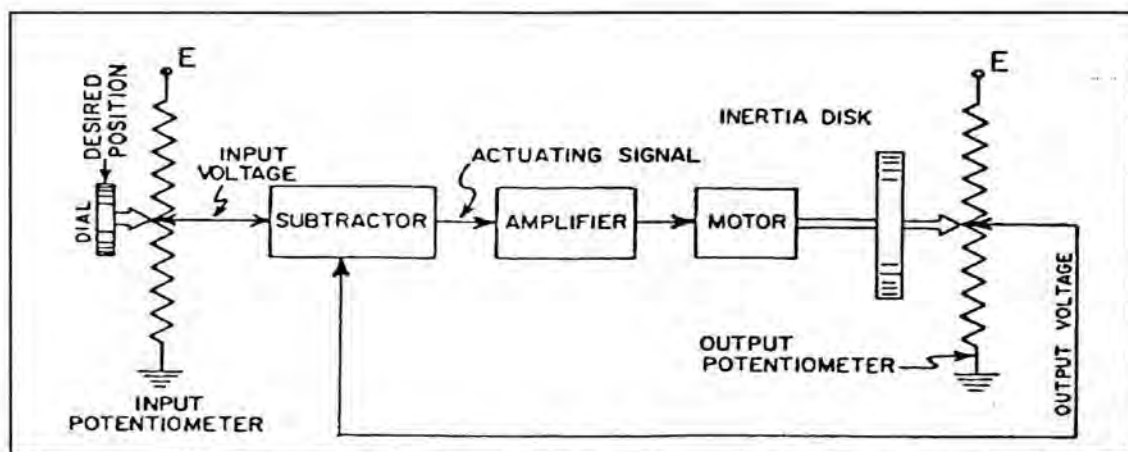 E
DESIRED
POSITION
DIAL
INPUT
VOLTAGE
ACTUATING SIGNAL
SUBTRACTOR
AMPLIFIER
MOTOR
INERTIA DISK
E
OUTPUT
POTENTIOMETER
OUTPUT VOLTAGE
INPUT
POTENTIOMETER